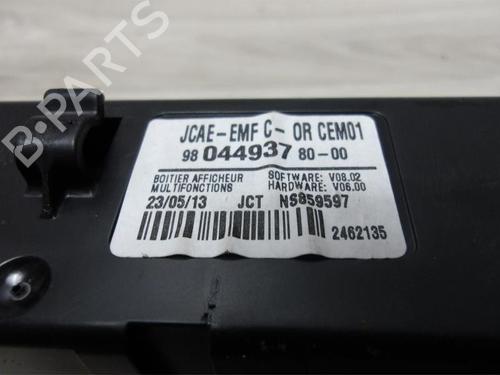 JCAE-EMF C- OR CEM01
98 044937 80-00
BOITIER AFFICHEUR SOFTWARE: V08.02
MULTIFONCTIONS HARDWARE: V06.00
23/05/13 JCT NS859597
2462135
B-PARTS